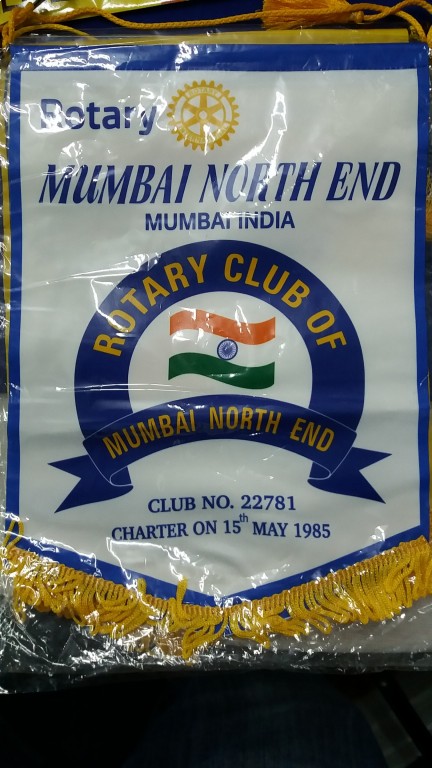 Rotary
MUMBAI NORTH END
MUMBAI INDIA
ROTARY CLUB OF
MUMBAI NORTH END
CLUB NO. 22781
CHARTER ON 15th MAY 1985